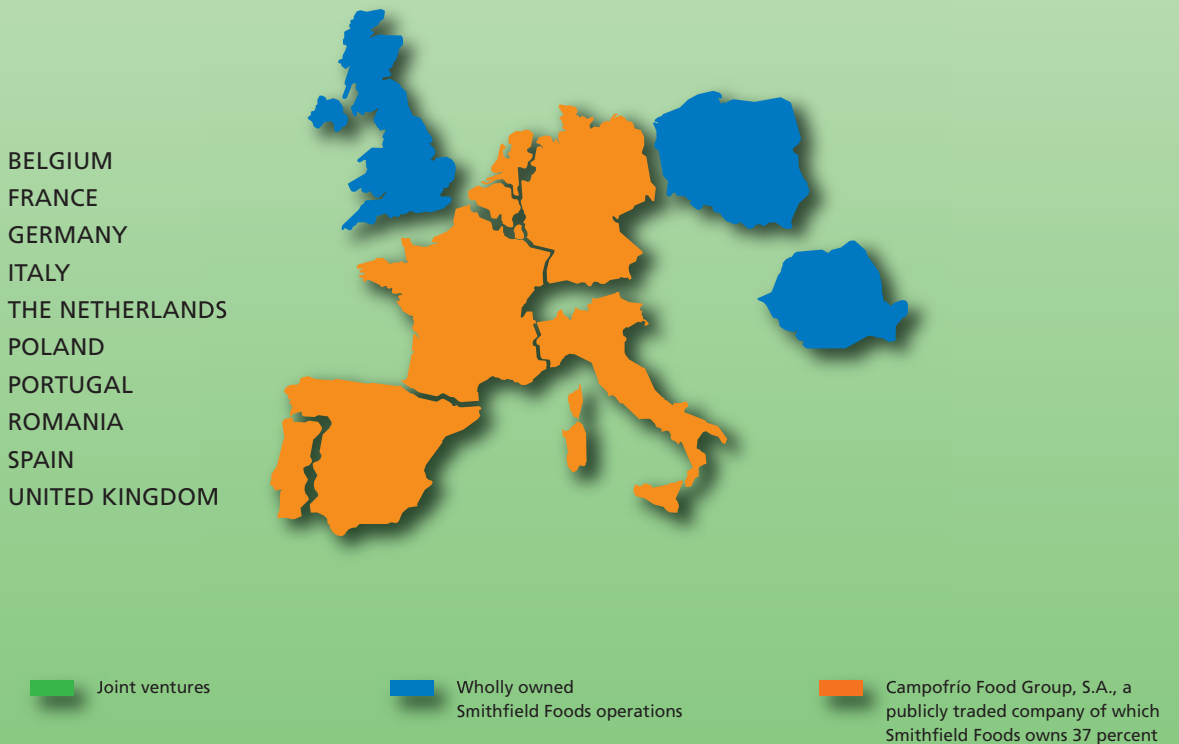 BELGIUM
FRANCE
GERMANY
ITALY
THE NETHERLANDS
POLAND
PORTUGAL
ROMANIA
SPAIN
UNITED KINGDOM
Joint ventures
Wholly owned
Smithfield Foods operations
Campofrío Food Group, S.A., a
publicly traded company of which
Smithfield Foods owns 37 percent